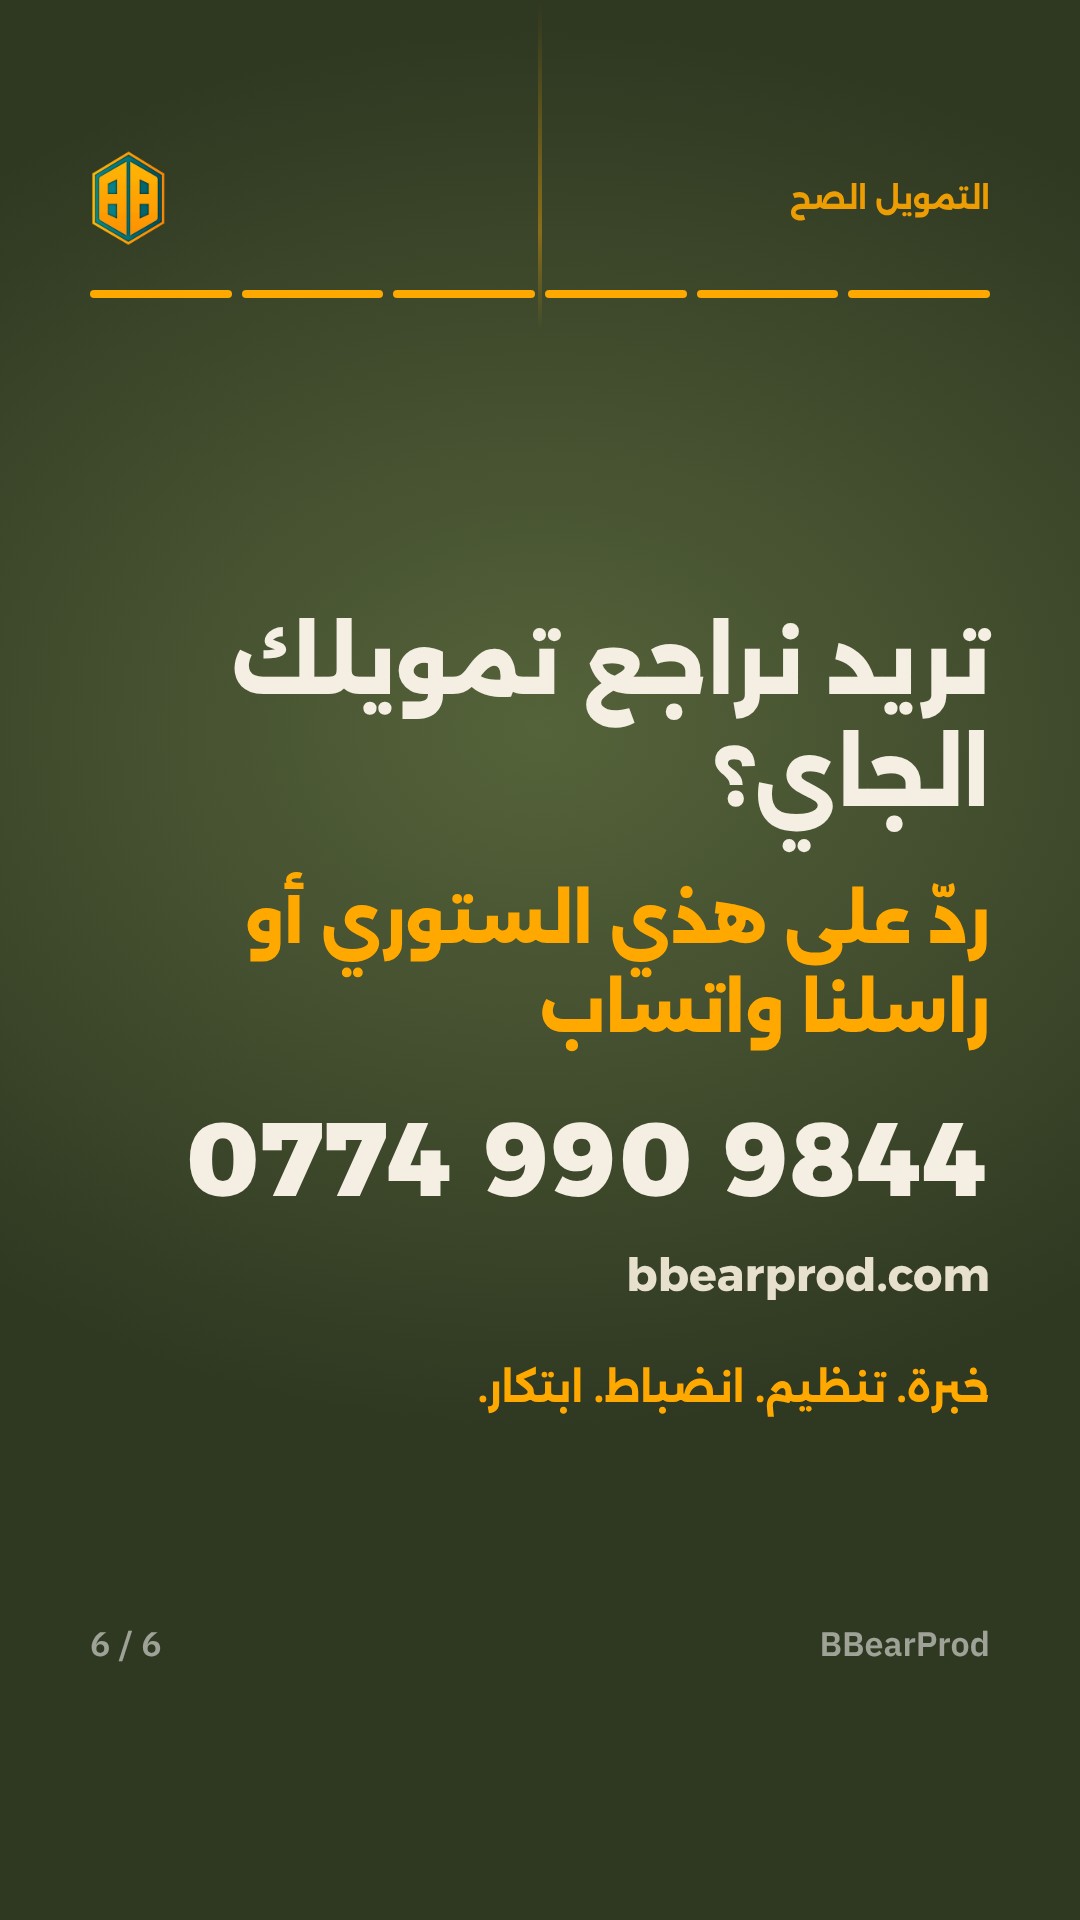 التمويل الصح
تريد نراجع تمويلك
الجاي؟
ردّ على هذي الستوري أو
راسلنا واتساب
0774 990 9844
bbearprod.com
خبرة. تنظيم. انضباط. ابتكار.
BBearProd
6 / 6